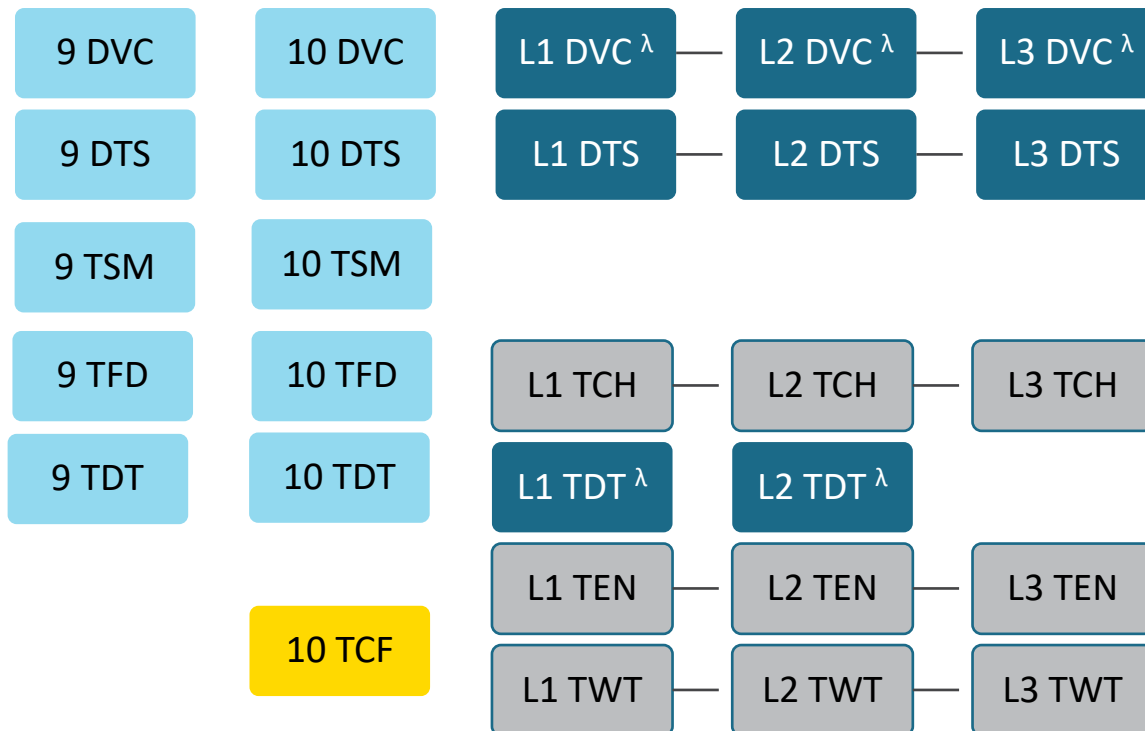 9 DVC 10 DVC L1 DVC λ L2 DVC λ L3 DVC λ
9 DTS 10 DTS L1 DTS L2 DTS L3 DTS
9 TSM 10 TSM
9 TFD 10 TFD L1 TCH L2 TCH L3 TCH
9 TDT 10 TDT L1 TDT λ L2 TDT λ
L1 TEN L2 TEN L3 TEN
10 TCF
L1 TWT L2 TWT L3 TWT